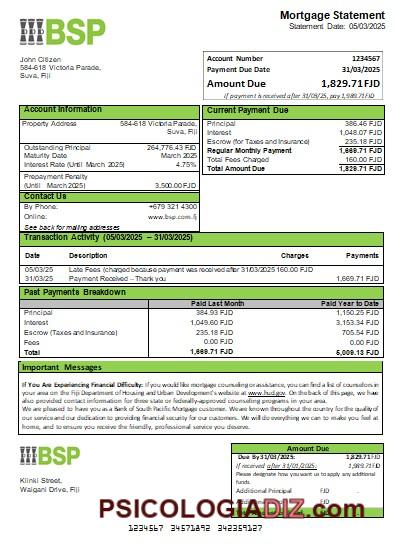 BSP
Mortgage Statement
Statement Date: 05/03/2025
John Citizen
584-618 Victoria Parade,
Suva, Fiji
Account Number 1234567
Payment Due Date 31/03/2025
Amount Due 1,829.71FJD
If payment is received after 31/03/25, pay 1,989.71FJD
Account Information
Property Address 584-618 Victoria Parade,
Suva, Fiji
Outstanding Principal 264,776.43 FJD
Maturity Date March 2025
Interest Rate (Until March 2025) 4.75%
Prepayment Penalty
(Until March 2025) 3,500.00 FJD
Contact Us
By Phone: +679 321 4300
Online: www.bsp.com.fj
See back for mailing addresses
Current Payment Due
Principal 386.46 FJD
Interest 1,048.07 FJD
Escrow (for Taxes and Insurance) 235.18 FJD
Regular Monthly Payment 1,669.71 FJD
Total Fees Charged 160.00 FJD
Total Amount Due 1,829.71 FJD
Transaction Activity (05/03/2025 – 31/03/2025)
Date Description Charges Payments
05/03/25 Late Fees (charged because payment was received after 31/03/2025 160.00 FJD
31/03/25 Payment Received – Thank you 1,669.71 FJD
Past Payments Breakdown
Paid Last Month Paid Year to Date
Principal 384.93 FJD 1,150.25 FJD
Interest 1,049.60 FJD 3,153.34 FJD
Escrow (Taxes and Insurance) 235.18 FJD 705.54 FJD
Fees 0.00 FJD 0.00 FJD
Total 1,669.71 FJD 5,009.13 FJD
Important Messages
If You Are Experiencing Financial Difficulty: If you would like mortgage counseling or assistance, you can find a list of counselors in
your area on the Fiji Department of Housing and Urban Development's website at www.hud.gov. On the back of this page, we have
also provided contact information for three state or federally-approved counseling programs in your area.
We are pleased to have you as a Bank of South Pacific Mortgage customer. We are known throughout the country for the quality of
our service and our dedication to providing financial security of our clients. We will do everything we can to make you feel at
home, and to ensure you receive the friendly, professional service you deserve.
BSP
Klinki Street,
Waigani Drive, Fiji
Amount Due
Due By 31/03/2025: 1,829.71FJD
If received after 31/01/2025: 1,989.71FJD
Please designate how you want us to apply any additional
funds.
Additional Principal FJD .
PSICOLOGIADIZ.com
1234567 34571892 342359127